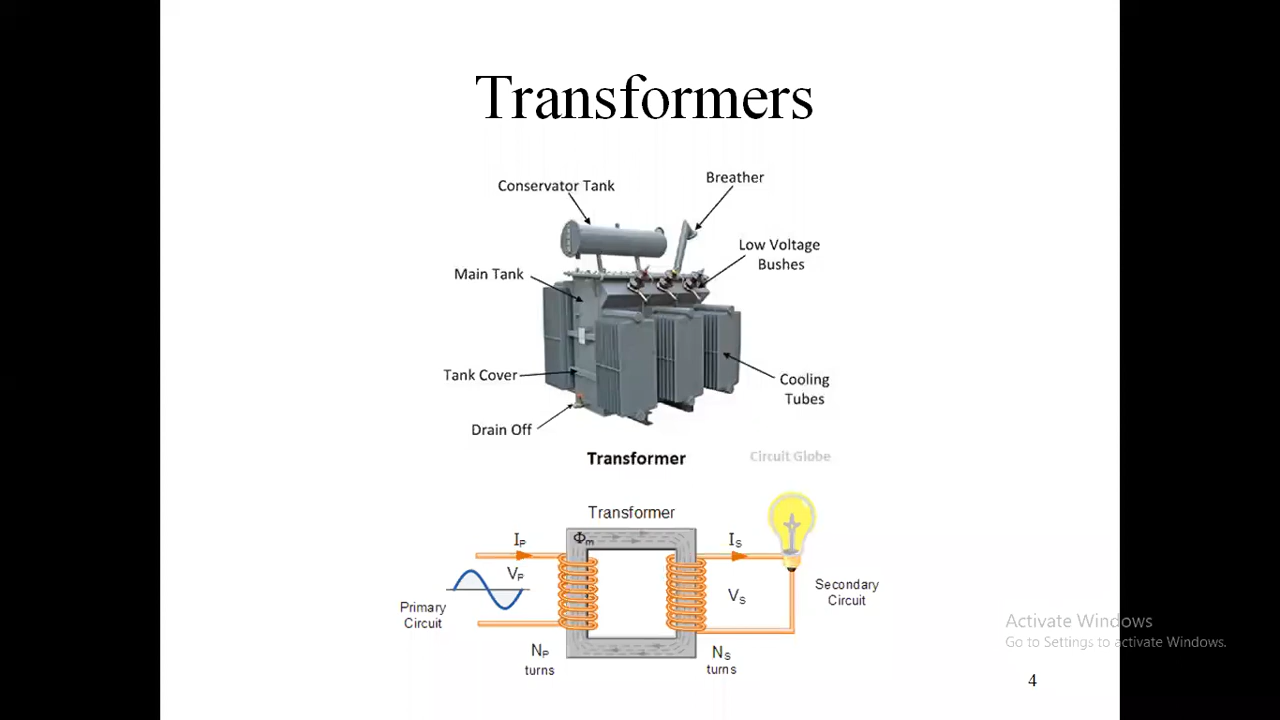 Transformers
Conservator Tank
Breather
Low Voltage
Bushes
Main Tank
Tank Cover
Cooling
Tubes
Drain Off
Transformer
Circuit Globe
Transformer
Φm
IP
IS
VP
VS
Primary
Circuit
Secondary
Circuit
NP
turns
NS
turns
Activate Windows
Go to Settings to activate Windows.
4